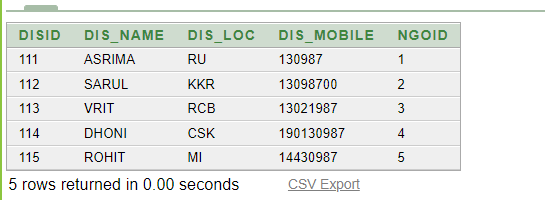 DISID DIS_NAME DIS_LOC DIS_MOBILE NGOID
111 ASRIMA RU 130987 1
112 SARUL KKR 13098700 2
113 VRIT RCB 13021987 3
114 DHONI CSK 190130987 4
115 ROHIT MI 14430987 5
5 rows returned in 0.00 seconds CSV Export